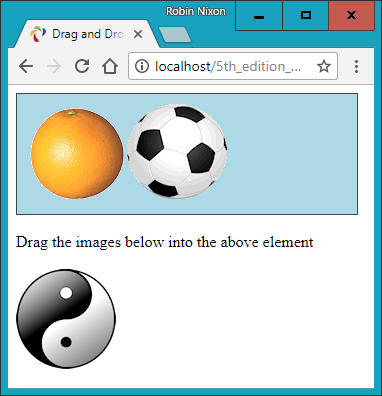 Robin Nixon
Drag and Dro
localhost/5th_edition_...
Drag the images below into the above element